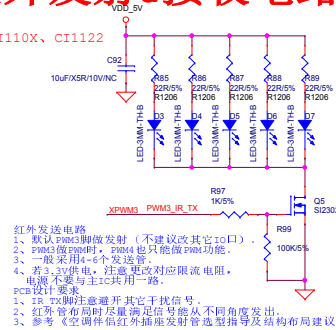 VDD_5V
I110X、CI1122
C92
10uF/X5R/10V/NC
R85
22R/5%
R1206
R86
22R/5%
R1206
R87
22R/5%
R1206
R88
22R/5%
R1206
R89
22R/5%
R1206
LED-3MM-TH-B
D3
LED-3MM-TH-B
D4
LED-3MM-TH-B
D5
LED-3MM-TH-B
D6
LED-3MM-TH-B
D7
R97
1K/5%
XPWM3
PWM3_IR_TX
Q5
SI2302
R99
100K/5%
红外发送电路
1、默认PWM3脚做发射（不建议改其它IO口）.
2、PWM3做PWM时，PWM4也只能做PWM功能。
3、一般采用4-6个发送管。
4、若3.3V供电，注意更改对应限流电阻，
电源不要与主IC共用一路.
PCB设计要求
1、IR TX脚注意避开其它干扰信号。
2、红外管布局时尽量满足信号能从不同角度发出。
3、参考《空调伴侣红外插座发射管选型指导及结构布局建议